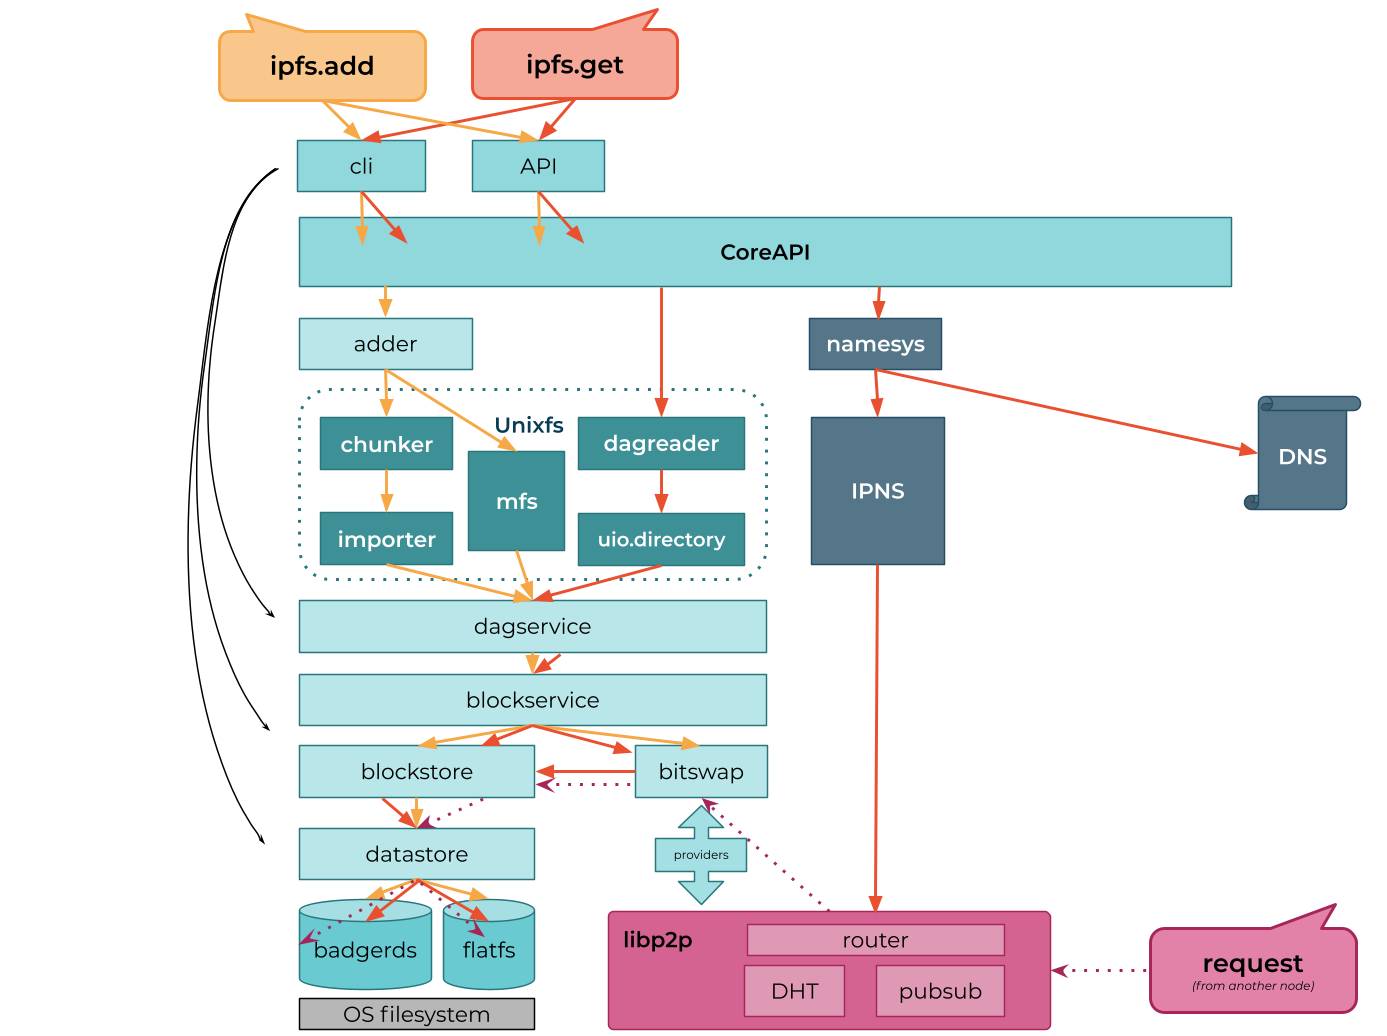 ipfs.add
ipfs.get
cli
API
CoreAPI
adder
namesys
Unixfs
chunker
dagreader
mfs
IPNS
DNS
importer
uio.directory
dagservice
blockservice
blockstore
bitswap
datastore
providers
badgerds
flatfs
libp2p
router
DHT
pubsub
request
(from another node)
OS filesystem